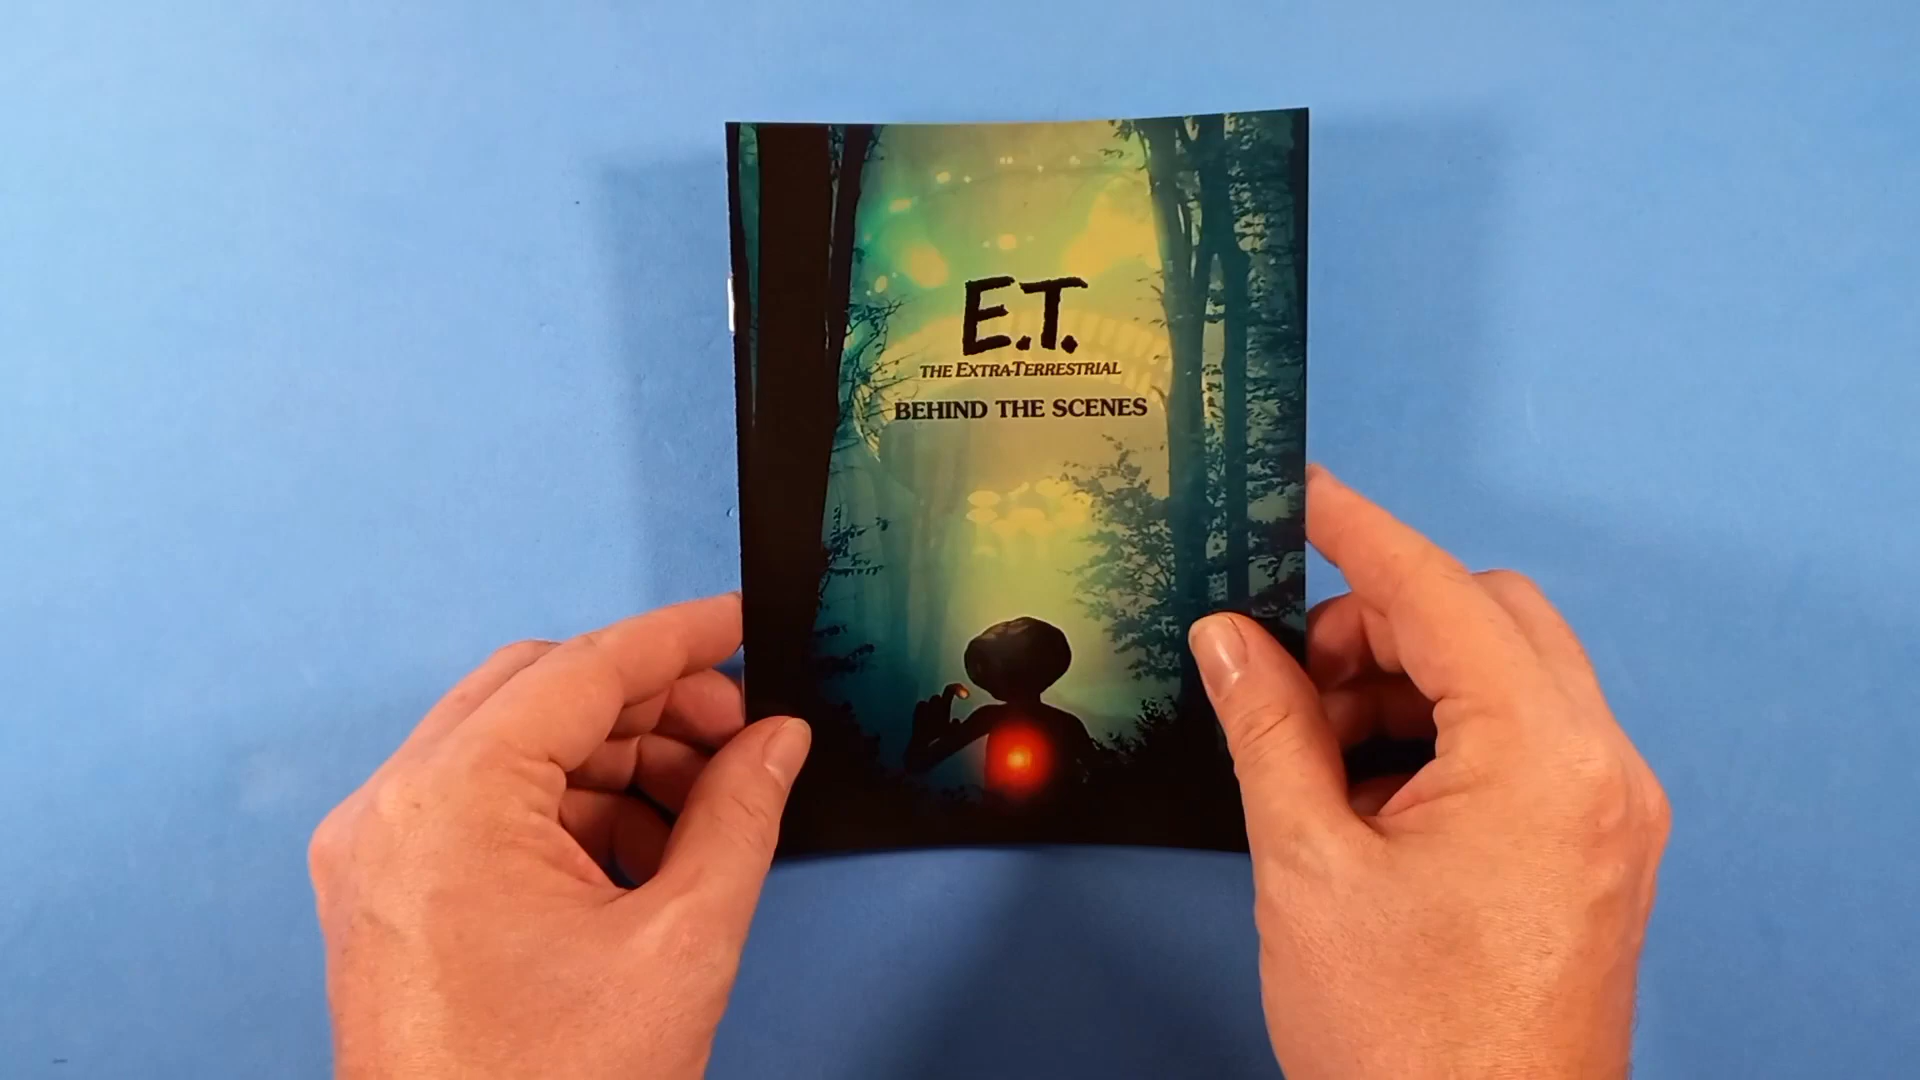 E.T.
THE EXTRA-TERRESTRIAL
BEHIND THE SCENES